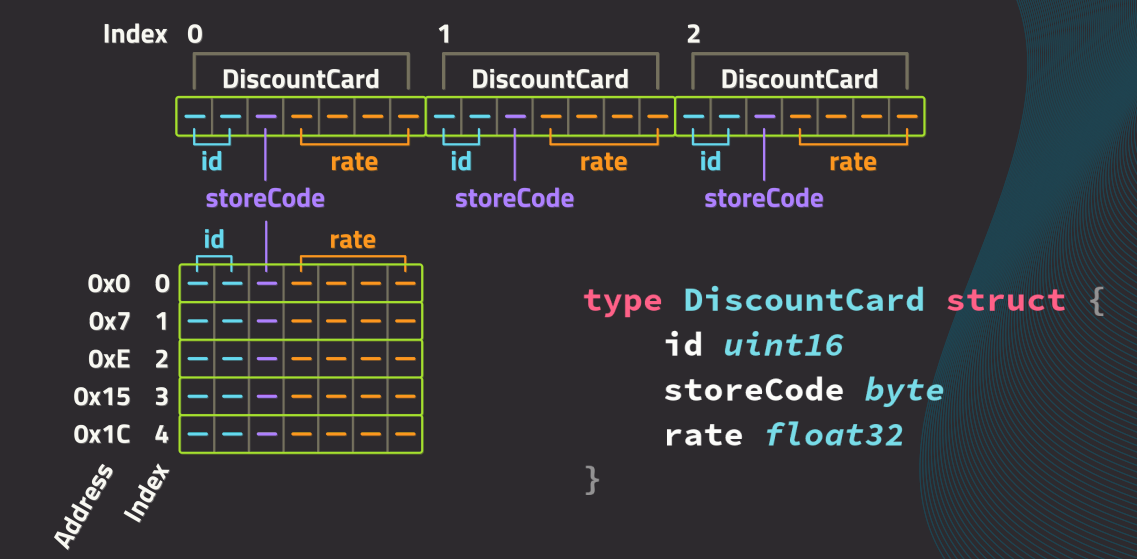 Index 0 1 2
DiscountCard DiscountCard DiscountCard
id rate id rate id rate
storeCode storeCode storeCode
id rate
0x0 0
0x7 1
0xE 2
0x15 3
0x1C 4
Address Index
type DiscountCard struct {
id uint16
storeCode byte
rate float32
}